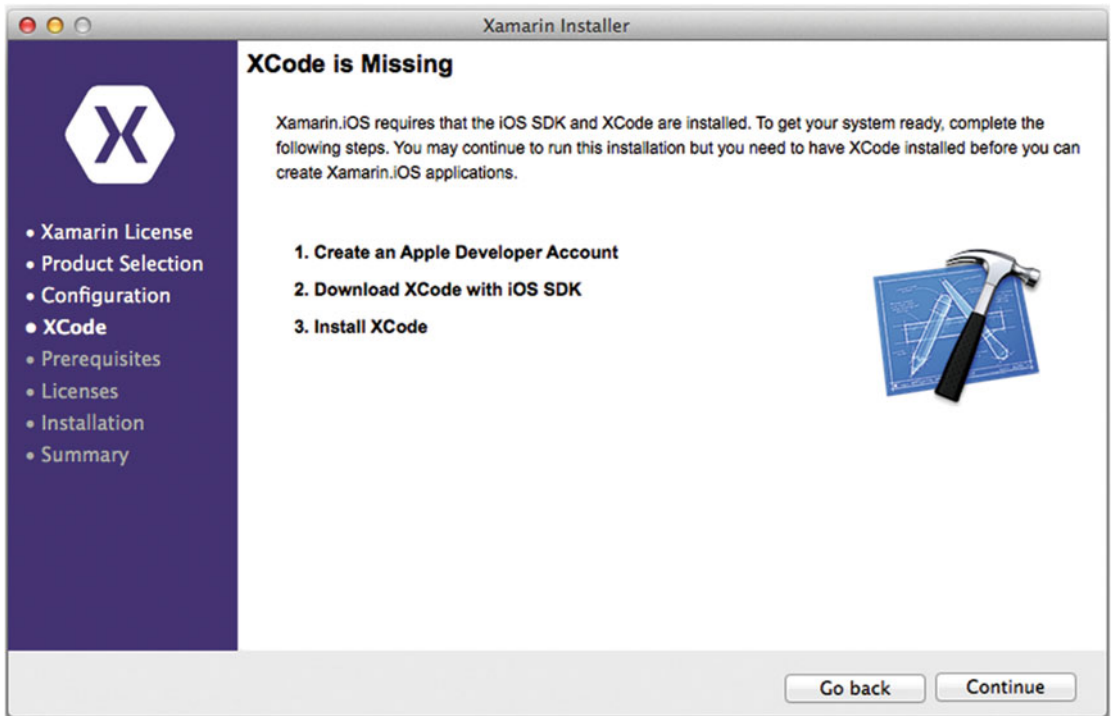 Xamarin Installer
XCode is Missing
Xamarin.iOS requires that the iOS SDK and XCode are installed. To get your system ready, complete the
following steps. You may continue to run this installation but you need to have XCode installed before you can
create Xamarin.iOS applications.
• Xamarin License
• Product Selection
• Configuration
• XCode
• Prerequisites
• Licenses
• Installation
• Summary
1. Create an Apple Developer Account
2. Download XCode with iOS SDK
3. Install XCode
Go back
Continue